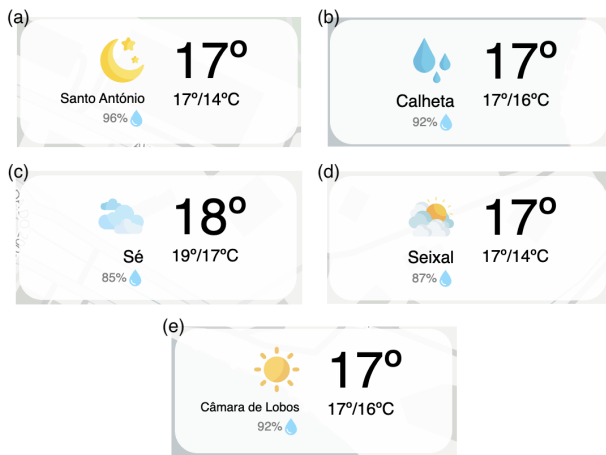 (a)
17º
Santo António
17º/14ºC
96%
(b)
17º
Calheta
17º/16ºC
92%
(c)
18º
Sé
19º/17ºC
85%
(d)
17º
Seixal
17º/14ºC
87%
(e)
17º
Câmara de Lobos
17º/16ºC
92%